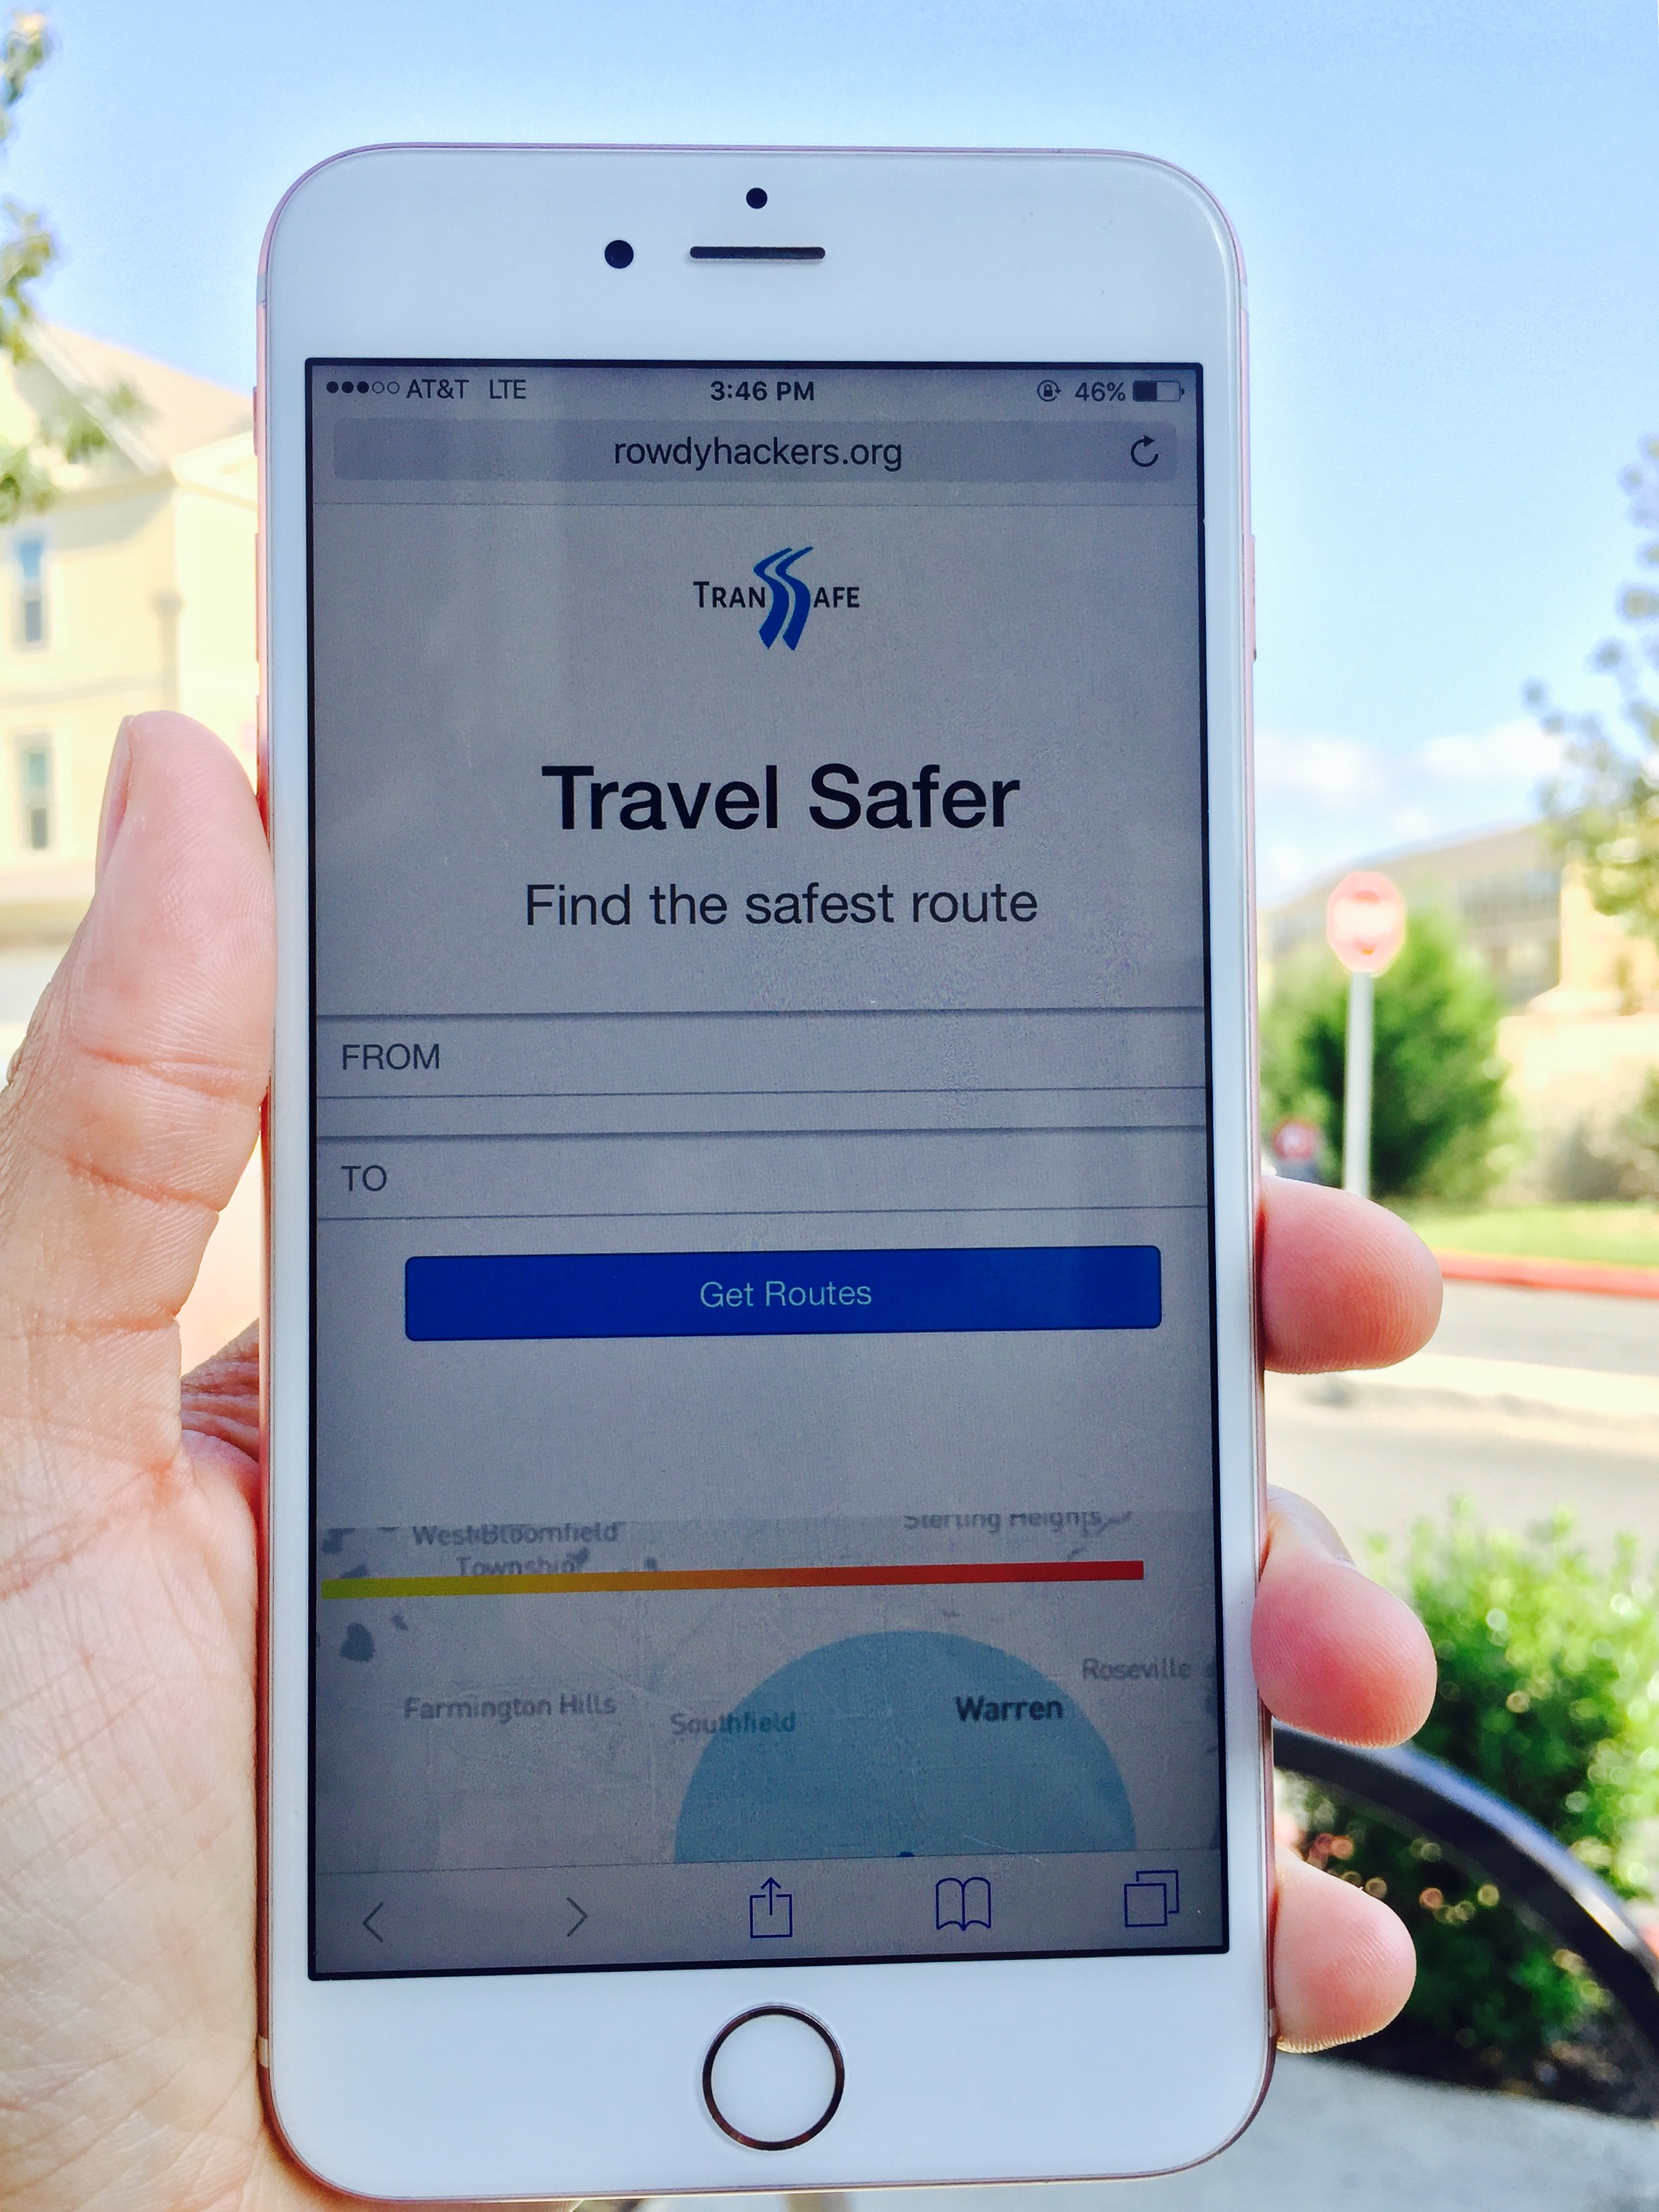 AT&T LTE 3:46 PM 46%
rowdyhackers.org
TRANSSAFE
Travel Safer
Find the safest route
FROM
TO
Get Routes
West Bloomfield
Township
Sterling Heights
Roseville
Farmington Hills
Southfield
Warren